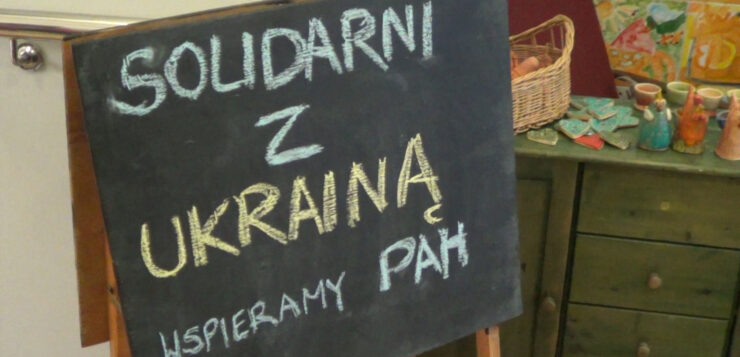 SOLIDARNI
Z
UKRAINĄ
WSPIERAMY PAH